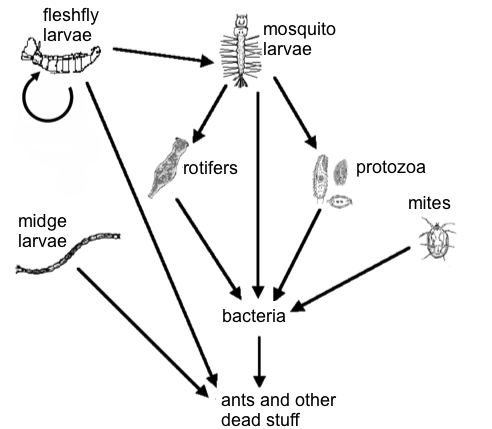 fleshfly
larvae
mosquito
larvae
rotifers
protozoa
mites
midge
larvae
bacteria
ants and other
dead stuff